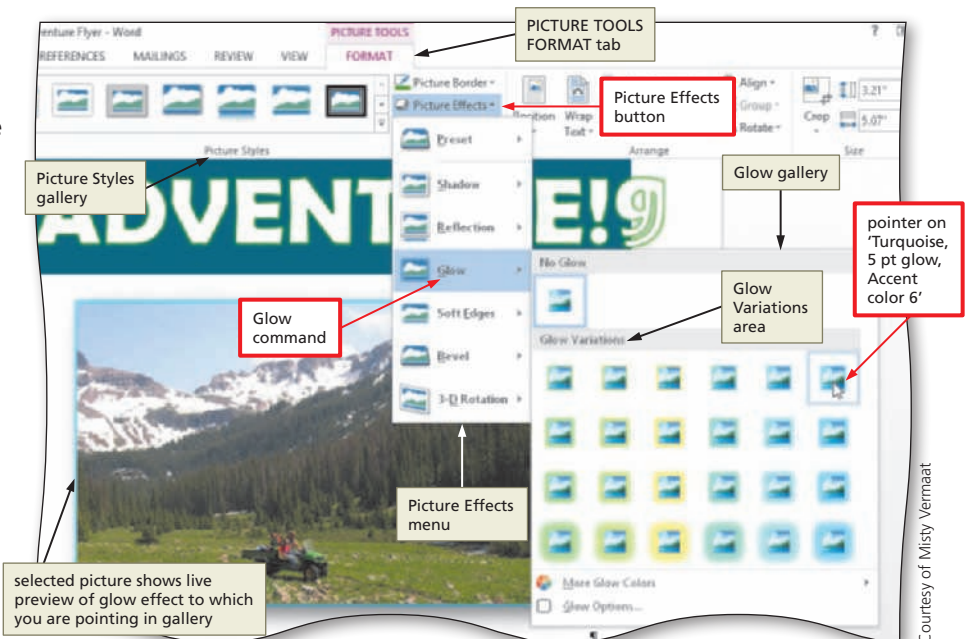 enture Flyer - Word
PICTURE TOOLS
?
REFERENCES MAILINGS REVIEW VIEW FORMAT
PICTURE TOOLS
FORMAT tab
Picture Border
Picture Effects
Picture Effects
button
Position
Wrap
Text
Align
Group
Rotate
Crop
3.21"
5.07"
Picture Styles
Arrange
Size
Picture Styles
gallery
ADVENT
E!
Preset
Shadow
Reflection
Glow
Soft Edges
Bevel
3-D Rotation
Glow gallery
No Glow
Glow
Variations
area
Glow Variations
pointer on
‘Turquoise,
5 pt glow,
Accent
color 6’
Glow
command
Picture Effects
menu
More Glow Colors
Glow Options...
selected picture shows live
preview of glow effect to which
you are pointing in gallery
¶
Courtesy of Misty Vermaat